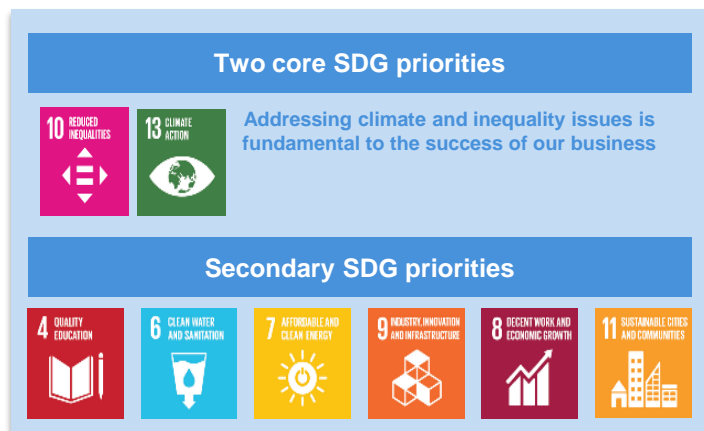 Two core SDG priorities
10 REDUCED
INEQUALITIES
13 CLIMATE
ACTION
Addressing climate and inequality issues is
fundamental to the success of our business
Secondary SDG priorities
4 QUALITY
EDUCATION
6 CLEAN WATER
AND SANITATION
7 AFFORDABLE AND
CLEAN ENERGY
9 INDUSTRY, INNOVATION
AND INFRASTRUCTURE
8 DECENT WORK AND
ECONOMIC GROWTH
11 SUSTAINABLE CITIES
AND COMMUNITIES